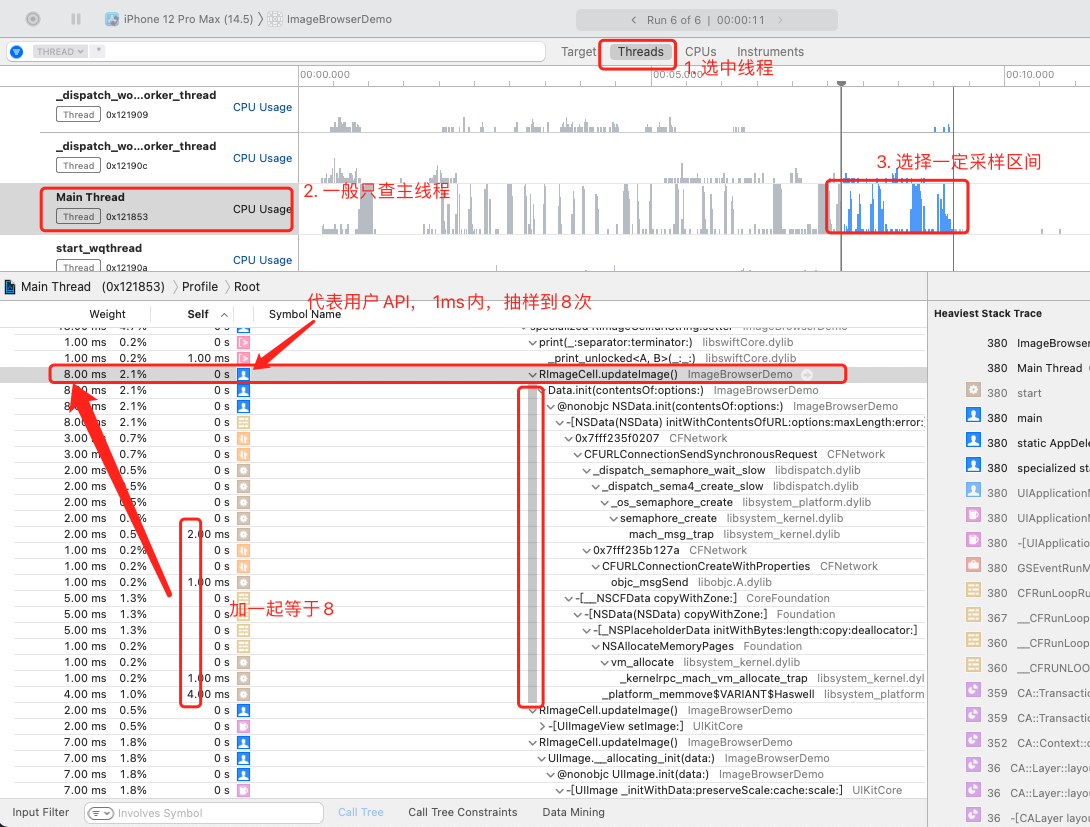 iPhone 12 Pro Max (14.5) 〉 ImageBrowserDemo
Run 6 of 6 | 00:00:11
THREAD
*
Target Threads CPUs Instruments
1. 选中线程
00:00.000 00:05.000 00:10.000
_dispatch_wo...orker_thread
Thread 0x121909 CPU Usage
_dispatch_wo...orker_thread
Thread 0x12190c CPU Usage
3. 选择一定采样区间
Main Thread
Thread 0x121853 CPU Usage
2. 一般只查主线程
start_wqthread
Thread 0x12190a CPU Usage
Main Thread (0x121853) 〉 Profile 〉 Root
代表用户API， 1ms内，抽样到8次
Weight Self Symbol Name
1.00 ms 0.2% 0 s print(_:separator:terminator:) libswiftCore.dylib
1.00 ms 0.2% 1.00 ms _print_unlocked<A, B>(_:_:) libswiftCore.dylib
8.00 ms 2.1% 0 s RImageCell.updateImage() ImageBrowserDemo
8.00 ms 2.1% 0 s Data.init(contentsOf:options:) ImageBrowserDemo
8.00 ms 2.1% 0 s @nonobjc NSData.init(contentsOf:options:) ImageBrowserDemo
8.00 ms 2.1% 0 s -[NSData(NSData) initWithContentsOfURL:options:maxLength:error:
3.00 ms 0.7% 0 s 0x7fff235f0207 CFNetwork
3.00 ms 0.7% 0 s CFURLConnectionSendSynchronousRequest CFNetwork
2.00 ms 0.5% 0 s _dispatch_semaphore_wait_slow libdispatch.dylib
2.00 ms 0.5% 0 s _dispatch_sema4_create_slow libdispatch.dylib
2.00 ms 0.5% 0 s _os_semaphore_create libsystem_platform.dylib
2.00 ms 0.5% 0 s semaphore_create libsystem_kernel.dylib
2.00 ms 0.5% 2.00 ms mach_msg_trap libsystem_kernel.dylib
1.00 ms 0.2% 0 s 0x7fff235b127a CFNetwork
1.00 ms 0.2% 0 s CFURLConnectionCreateWithProperties CFNetwork
1.00 ms 0.2% 1.00 ms objc_msgSend libobjc.A.dylib
5.00 ms 1.3% 0 s -[__NSCFData copyWithZone:] CoreFoundation
加一起等于8
5.00 ms 1.3% 0 s -[NSData(NSData) copyWithZone:] Foundation
5.00 ms 1.3% 0 s -[_NSPlaceholderData initWithBytes:length:copy:deallocator:]
1.00 ms 0.2% 0 s NSAllocateMemoryPages Foundation
1.00 ms 0.2% 0 s vm_allocate libsystem_kernel.dylib
1.00 ms 0.2% 1.00 ms _kernelrpc_mach_vm_allocate_trap libsystem_kernel.dyl
4.00 ms 1.0% 4.00 ms _platform_memmove$VARIANT$Haswell libsystem_platform
2.00 ms 0.5% 0 s RImageCell.updateImage() ImageBrowserDemo
2.00 ms 0.5% 0 s -[UIImageView setImage:] UIKitCore
7.00 ms 1.8% 0 s RImageCell.updateImage() ImageBrowserDemo
7.00 ms 1.8% 0 s UIImage.__allocating_init(data:) ImageBrowserDemo
7.00 ms 1.8% 0 s @nonobjc UIImage.init(data:) ImageBrowserDemo
7.00 ms 1.8% 0 s -[UIImage _initWithData:preserveScale:cache:scale:] UIKitCore
Heaviest Stack Trace
380 ImageBrowser
380 Main Thread
380 start
380 main
380 static AppDele
380 specialized sta
380 UIApplicationM
380 UIApplicationM
380 -[UIApplication
380 GSEventRunM
380 CFRunLoopRu
367 __CFRunLoop
360 __CFRunLoop
360 __CFRUNLOO
359 CA::Transactio
359 CA::Transactio
352 CA::Context::c
36 CA::Layer::layo
36 CA::Layer::layo
36 -[CALayer layo
Input Filter Involves Symbol Call Tree Call Tree Constraints Data Mining